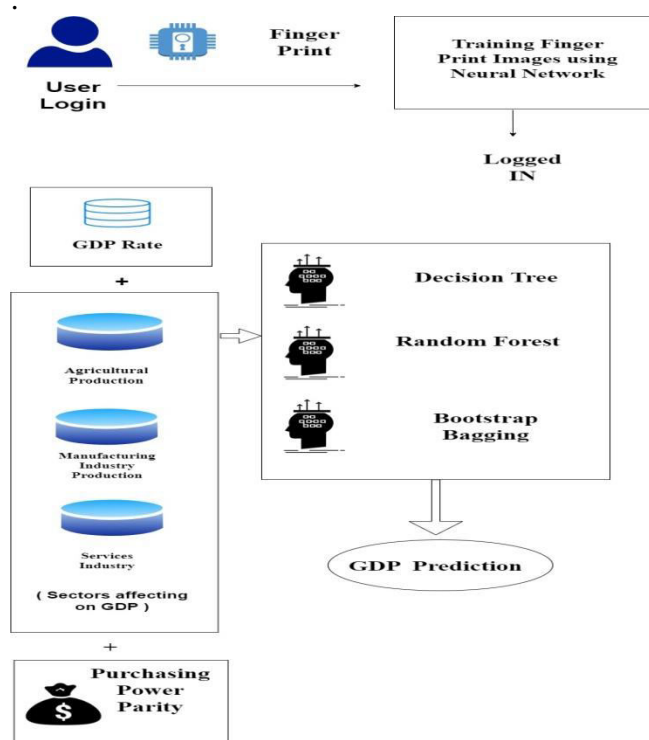 .
User
Login
Finger
Print
Training Finger
Print Images using
Neural Network
Logged
IN
GDP Rate
+
Agricultural
Production
Manufacturing
Industry
Production
Services
Industry
( Sectors affecting
on GDP )
+
$
Purchasing
Power
Parity
Decision Tree
Random Forest
Bootstrap
Bagging
GDP Prediction